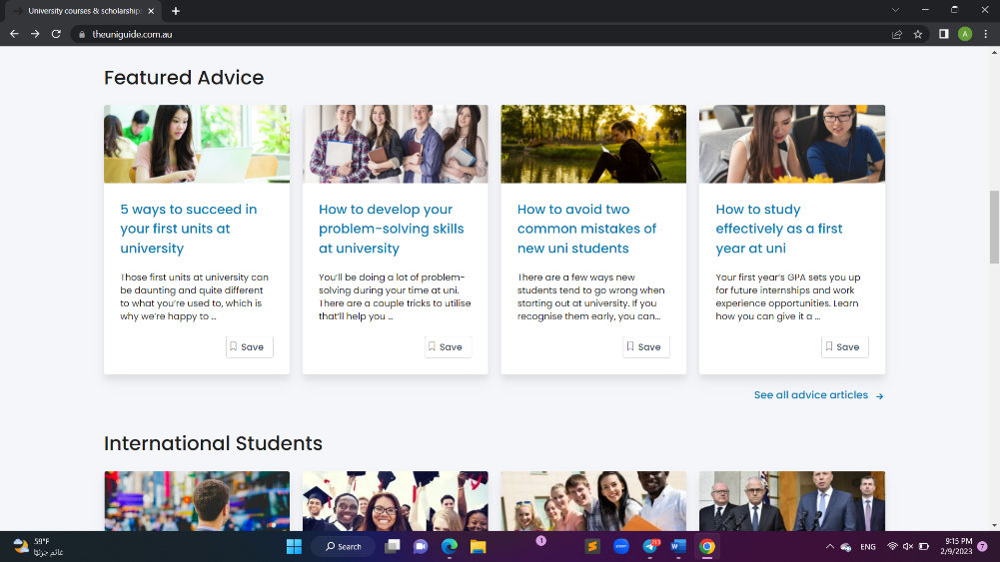 University courses & scholarships
theuniguide.com.au
A
Featured Advice
5 ways to succeed in
your first units at
university
Those first units at university can
be daunting and quite different
to what you're used to, which is
why we're happy to ...
Save
How to develop your
problem-solving skills
at university
You'll be doing a lot of problem-
solving during your time at uni.
There are a couple tricks to utilise
that'll help you ...
Save
How to avoid two
common mistakes of
new uni students
There are a few ways new
students tend to go wrong when
starting out at university. If you
recognise them early, you can...
Save
How to study
effectively as a first
year at uni
Your first year's GPA sets you up
for future internships and work
experience opportunities. Learn
how you can give it a ...
Save
See all advice articles
International Students
59°F
غائم جزئيًا
Search
1
ENG
9:15 PM
2/9/2023
7